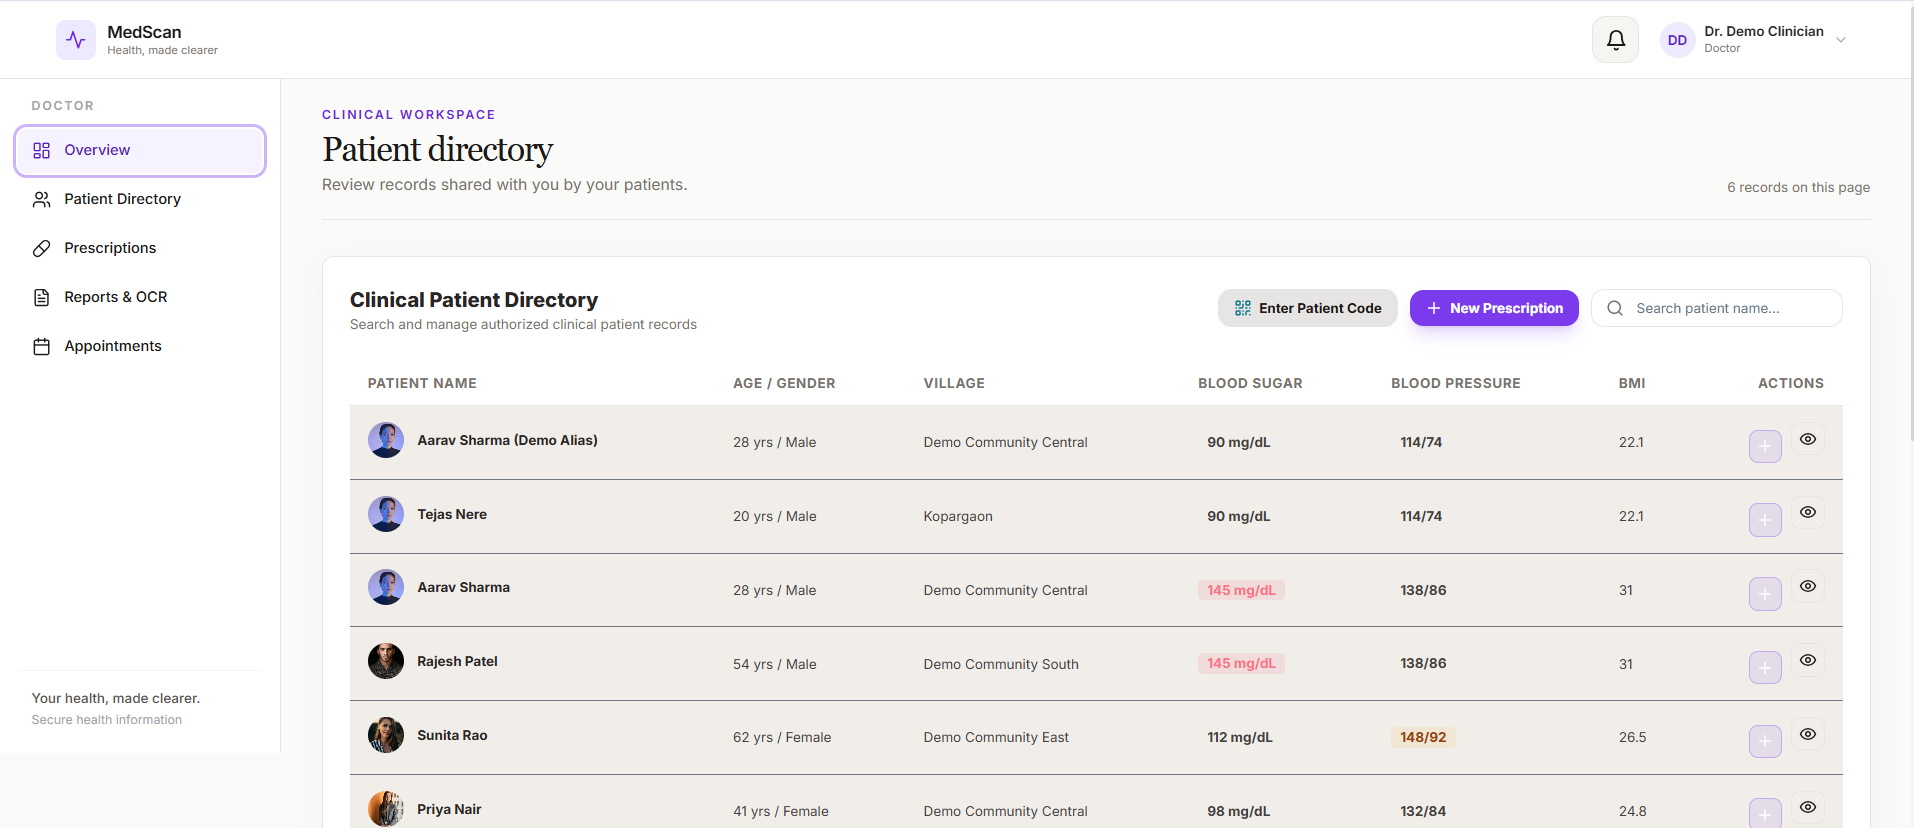 MedScan
Health, made clearer
DD
Dr. Demo Clinician
Doctor
DOCTOR
Overview
Patient Directory
Prescriptions
Reports & OCR
Appointments
Your health, made clearer.
Secure health information
CLINICAL WORKSPACE
Patient directory
Review records shared with you by your patients.
6 records on this page
Clinical Patient Directory
Search and manage authorized clinical patient records
Enter Patient Code
New Prescription
Search patient name...
PATIENT NAME AGE / GENDER VILLAGE BLOOD SUGAR BLOOD PRESSURE BMI ACTIONS
Aarav Sharma (Demo Alias) 28 yrs / Male Demo Community Central 90 mg/dL 114/74 22.1
Tejas Nere 20 yrs / Male Kopargaon 90 mg/dL 114/74 22.1
Aarav Sharma 28 yrs / Male Demo Community Central 145 mg/dL 138/86 31
Rajesh Patel 54 yrs / Male Demo Community South 145 mg/dL 138/86 31
Sunita Rao 62 yrs / Female Demo Community East 112 mg/dL 148/92 26.5
Priya Nair 41 yrs / Female Demo Community Central 98 mg/dL 132/84 24.8